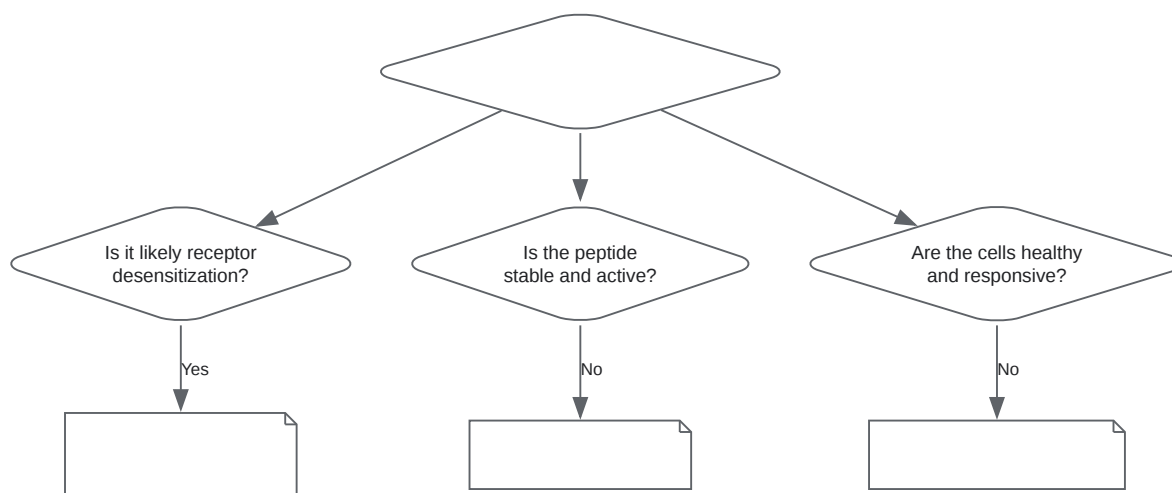 Is it likely receptor
desensitization?
Is the peptide
stable and active?
Are the cells healthy
and responsive?
Yes
No
No